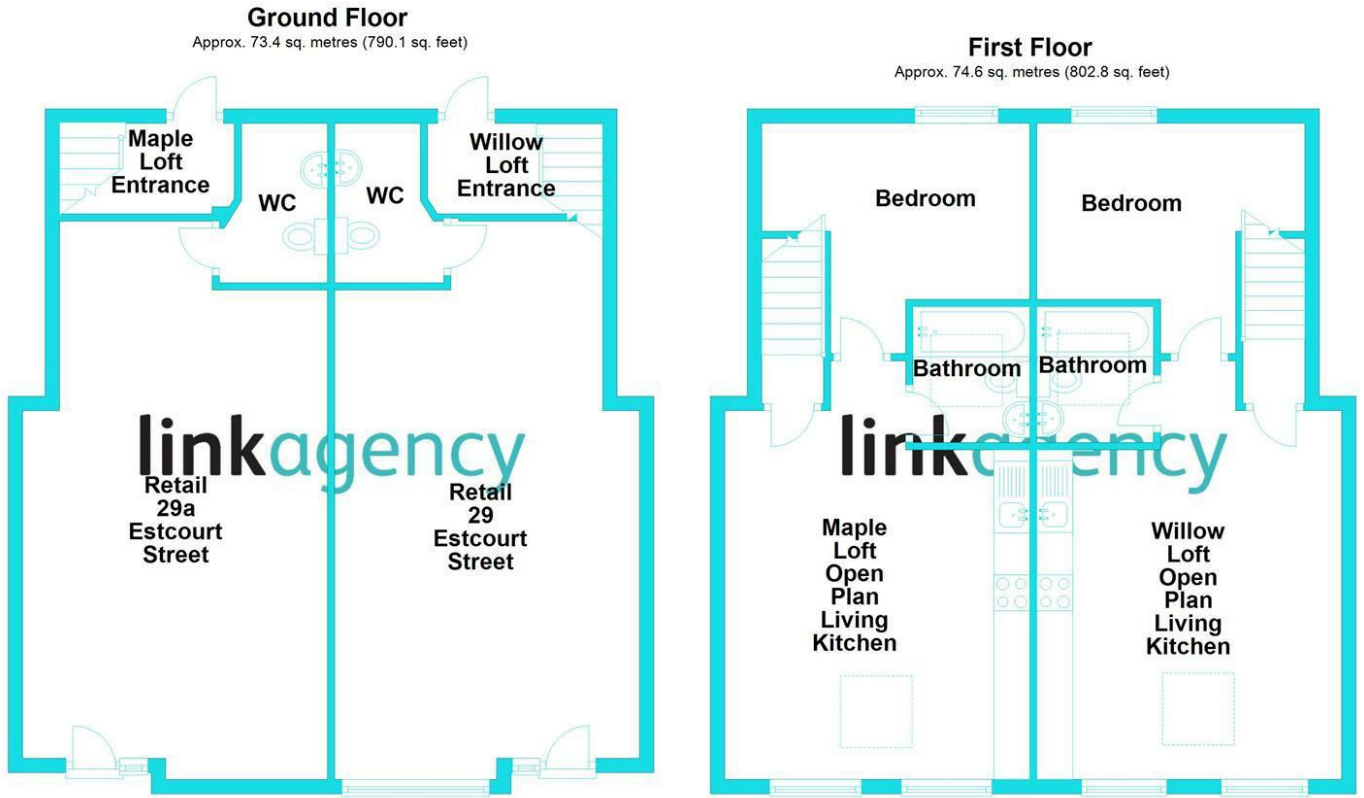 Ground Floor
Approx. 73.4 sq. metres (790.1 sq. feet)
Maple
Loft
Entrance
WC
WC
Willow
Loft
Entrance
linkagency
Retail
29a
Estcourt
Street
Retail
29
Estcourt
Street
First Floor
Approx. 74.6 sq. metres (802.8 sq. feet)
Bedroom
Bedroom
Bathroom
Bathroom
linkagency
Maple
Loft
Open
Plan
Living
Kitchen
Willow
Loft
Open
Plan
Living
Kitchen